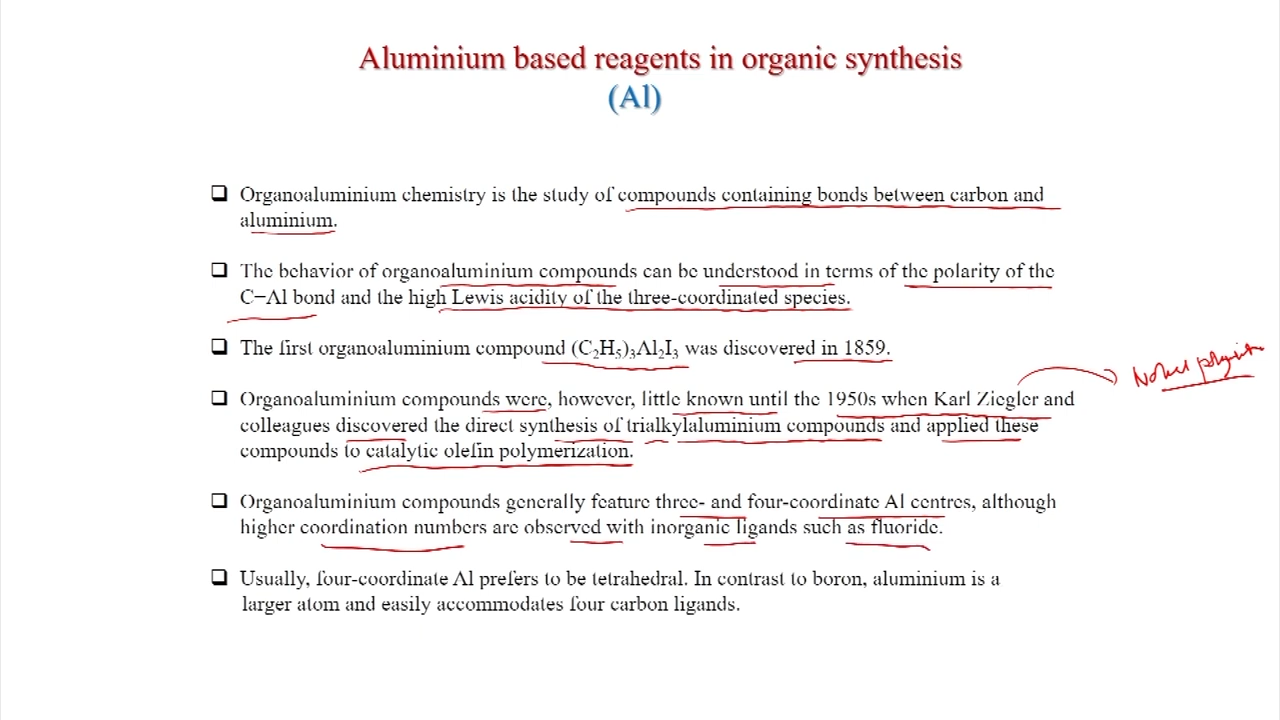 Aluminium based reagents in organic synthesis
(Al)
❑ Organoaluminium chemistry is the study of compounds containing bonds between carbon and
aluminium.
❑ The behavior of organoaluminium compounds can be understood in terms of the polarity of the
C−Al bond and the high Lewis acidity of the three-coordinated species.
❑ The first organoaluminium compound (C₂H₅)₃Al₂I₃ was discovered in 1859.
Nobel
❑ Organoaluminium compounds were, however, little known until the 1950s when Karl Ziegler and
colleagues discovered the direct synthesis of trialkylaluminium compounds and applied these
compounds to catalytic olefin polymerization.
❑ Organoaluminium compounds generally feature three- and four-coordinate Al centres, although
higher coordination numbers are observed with inorganic ligands such as fluoride.
❑ Usually, four-coordinate Al prefers to be tetrahedral. In contrast to boron, aluminium is a
larger atom and easily accommodates four carbon ligands.